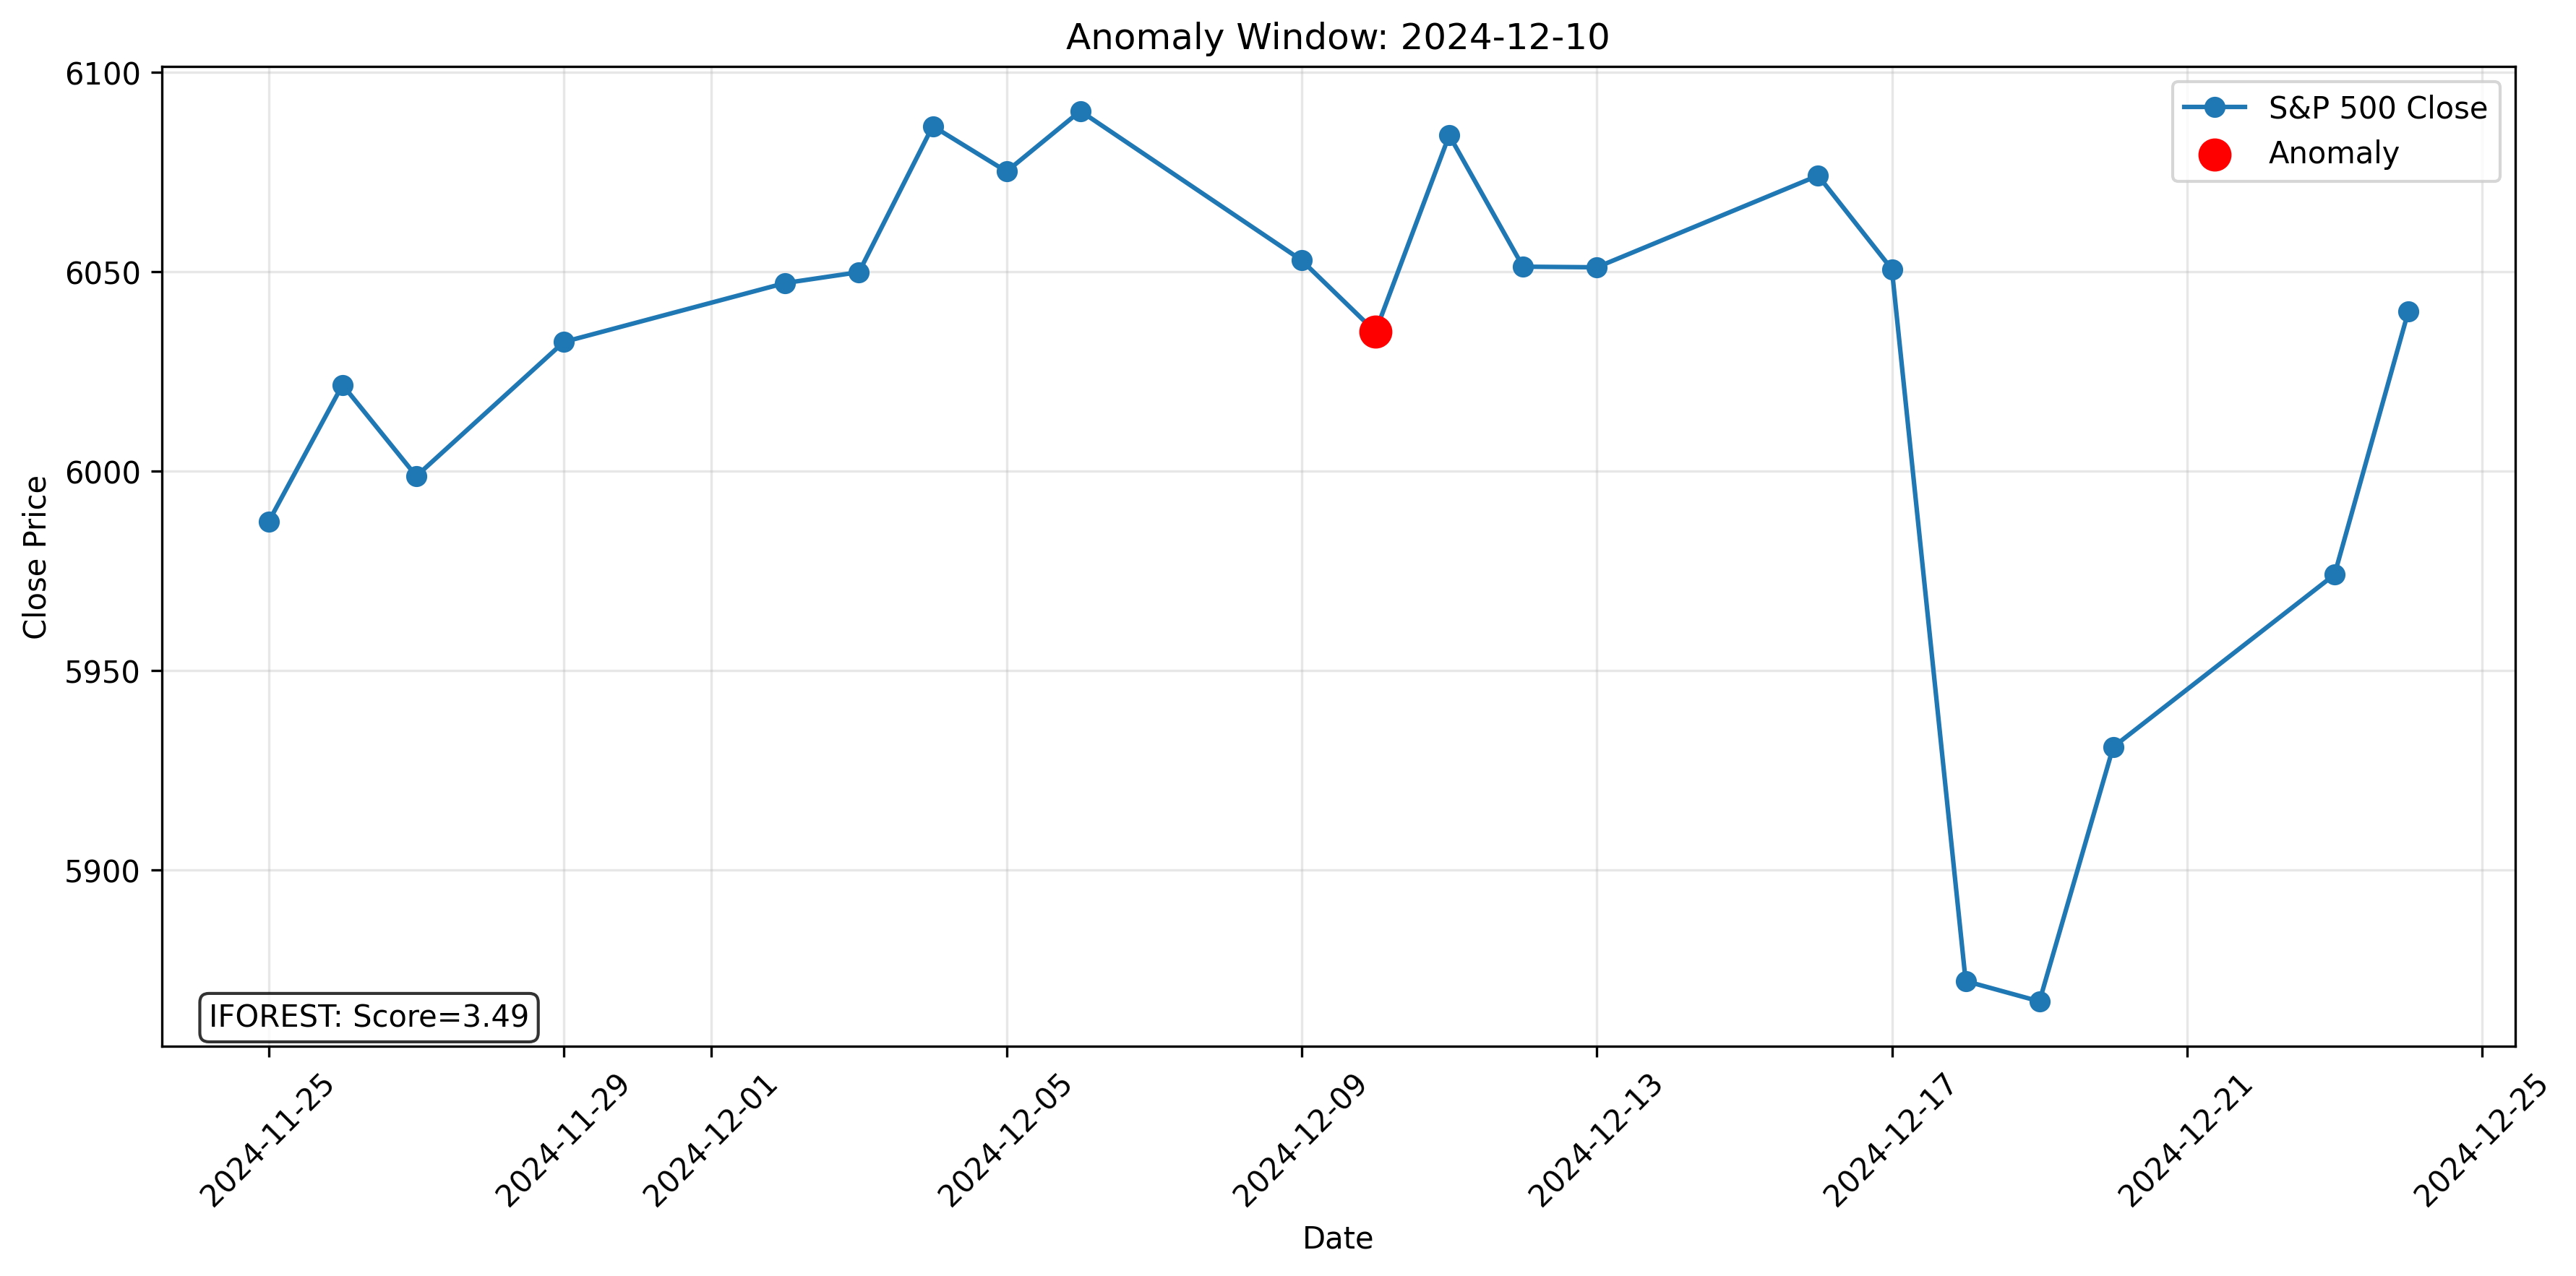 Anomaly Window: 2024-12-10
6100
6050
6000
5950
5900
Close Price
S&P 500 Close
Anomaly
IFOREST: Score=3.49
2024-11-25
2024-11-29
2024-12-01
2024-12-05
2024-12-09
2024-12-13
2024-12-17
2024-12-21
2024-12-25
Date